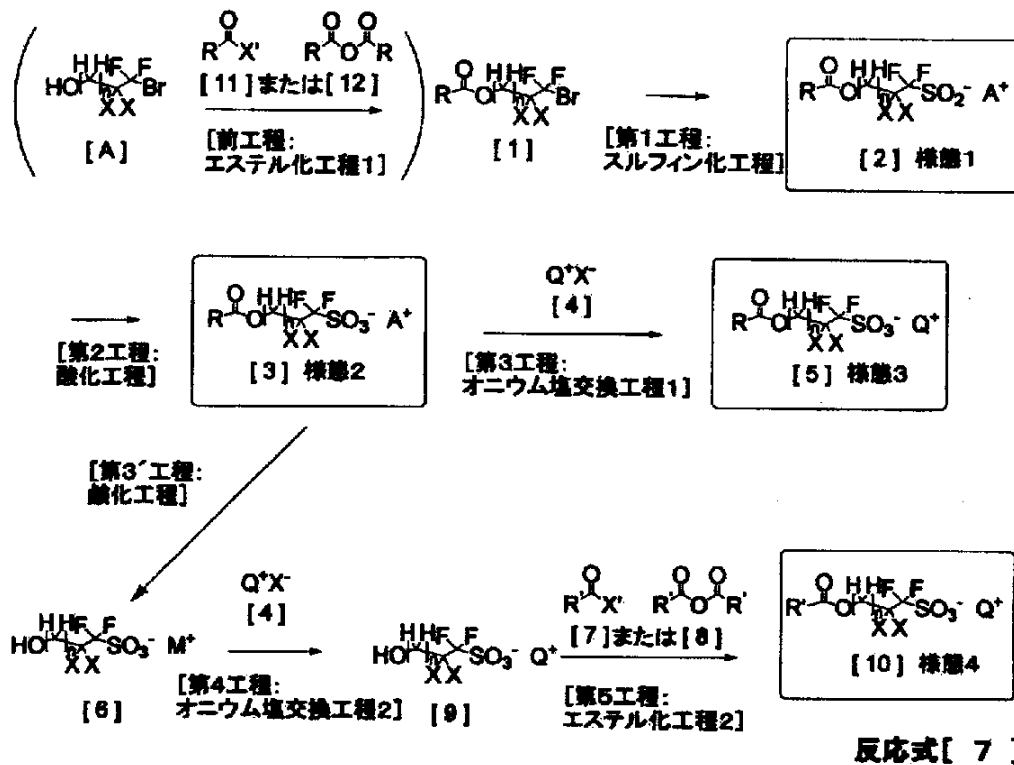 [11]または[12]
[前工程:
エステル化工程1]
[A]
[1]
[第1工程:
スルフィン化工程]
[2] 様態1
[第2工程:
酸化工程]
[3] 様態2
Q⁺X⁻
[4]
[第3工程:
オニウム塩交換工程1]
[5] 様態3
[第3´工程:
鹸化工程]
[6]
Q⁺X⁻
[4]
[第4工程:
オニウム塩交換工程2]
[9]
[7]または[8]
[第5工程:
エステル化工程2]
[10] 様態4
反応式[ 7 ]